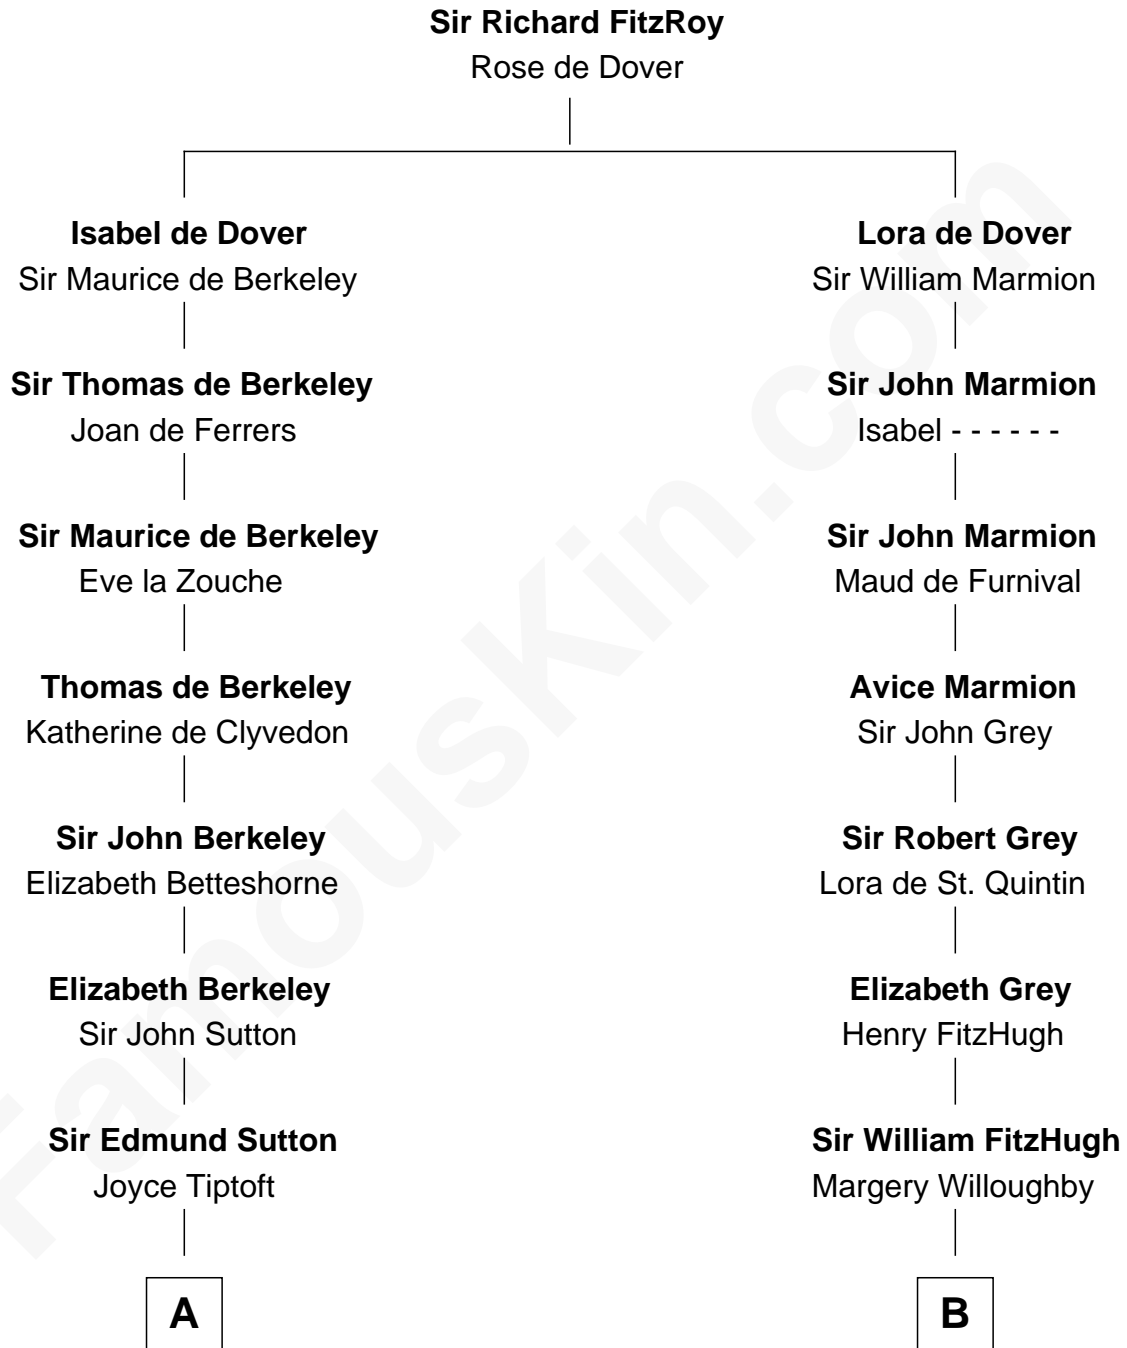 Sir Richard FitzRoy
Rose de Dover
Isabel de Dover
Sir Maurice de Berkeley
Lora de Dover
Sir William Marmion
Sir Thomas de Berkeley
Joan de Ferrers
Sir John Marmion
Isabel - - - - - -
Sir Maurice de Berkeley
Eve la Zouche
Sir John Marmion
Maud de Furnival
Thomas de Berkeley
Katherine de Clyvedon
Avice Marmion
Sir John Grey
Sir John Berkeley
Elizabeth Betteshorne
Sir Robert Grey
Lora de St. Quintin
Elizabeth Berkeley
Sir John Sutton
Elizabeth Grey
Henry FitzHugh
Sir Edmund Sutton
Joyce Tiptoft
Sir William FitzHugh
Margery Willoughby
A
B
FamousKin.com